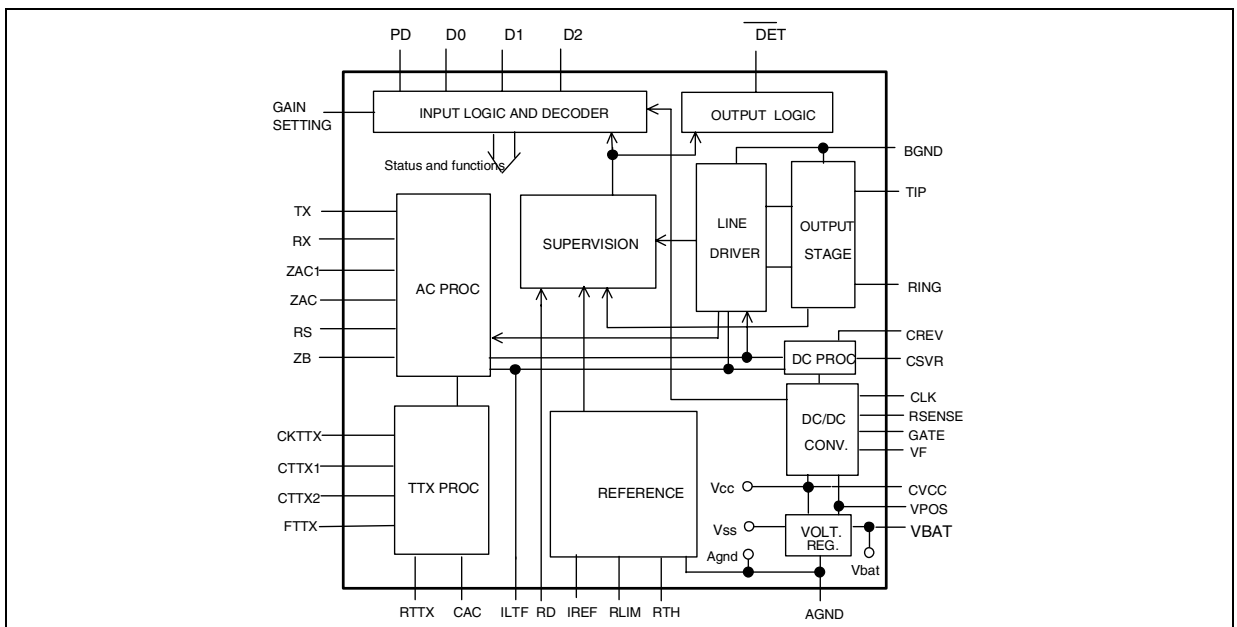 PD D0 D1 D2 DET
GAIN
SETTING
INPUT LOGIC AND DECODER
OUTPUT LOGIC
Status and functions
BGND
TIP
RING
CREV
CSVR
CLK
RSENSE
GATE
VF
CVCC
VPOS
VBAT
TX
RX
ZAC1
ZAC
RS
ZB
AC PROC
SUPERVISION
LINE
DRIVER
OUTPUT
STAGE
DC PROC
DC/DC
CONV.
CKTTX
CTTX1
CTTX2
FTTX
TTX PROC
REFERENCE
Vcc
Vss
Agnd
VOLT.
REG.
Vbat
RTTX CAC ILTF RD IREF RLIM RTH AGND